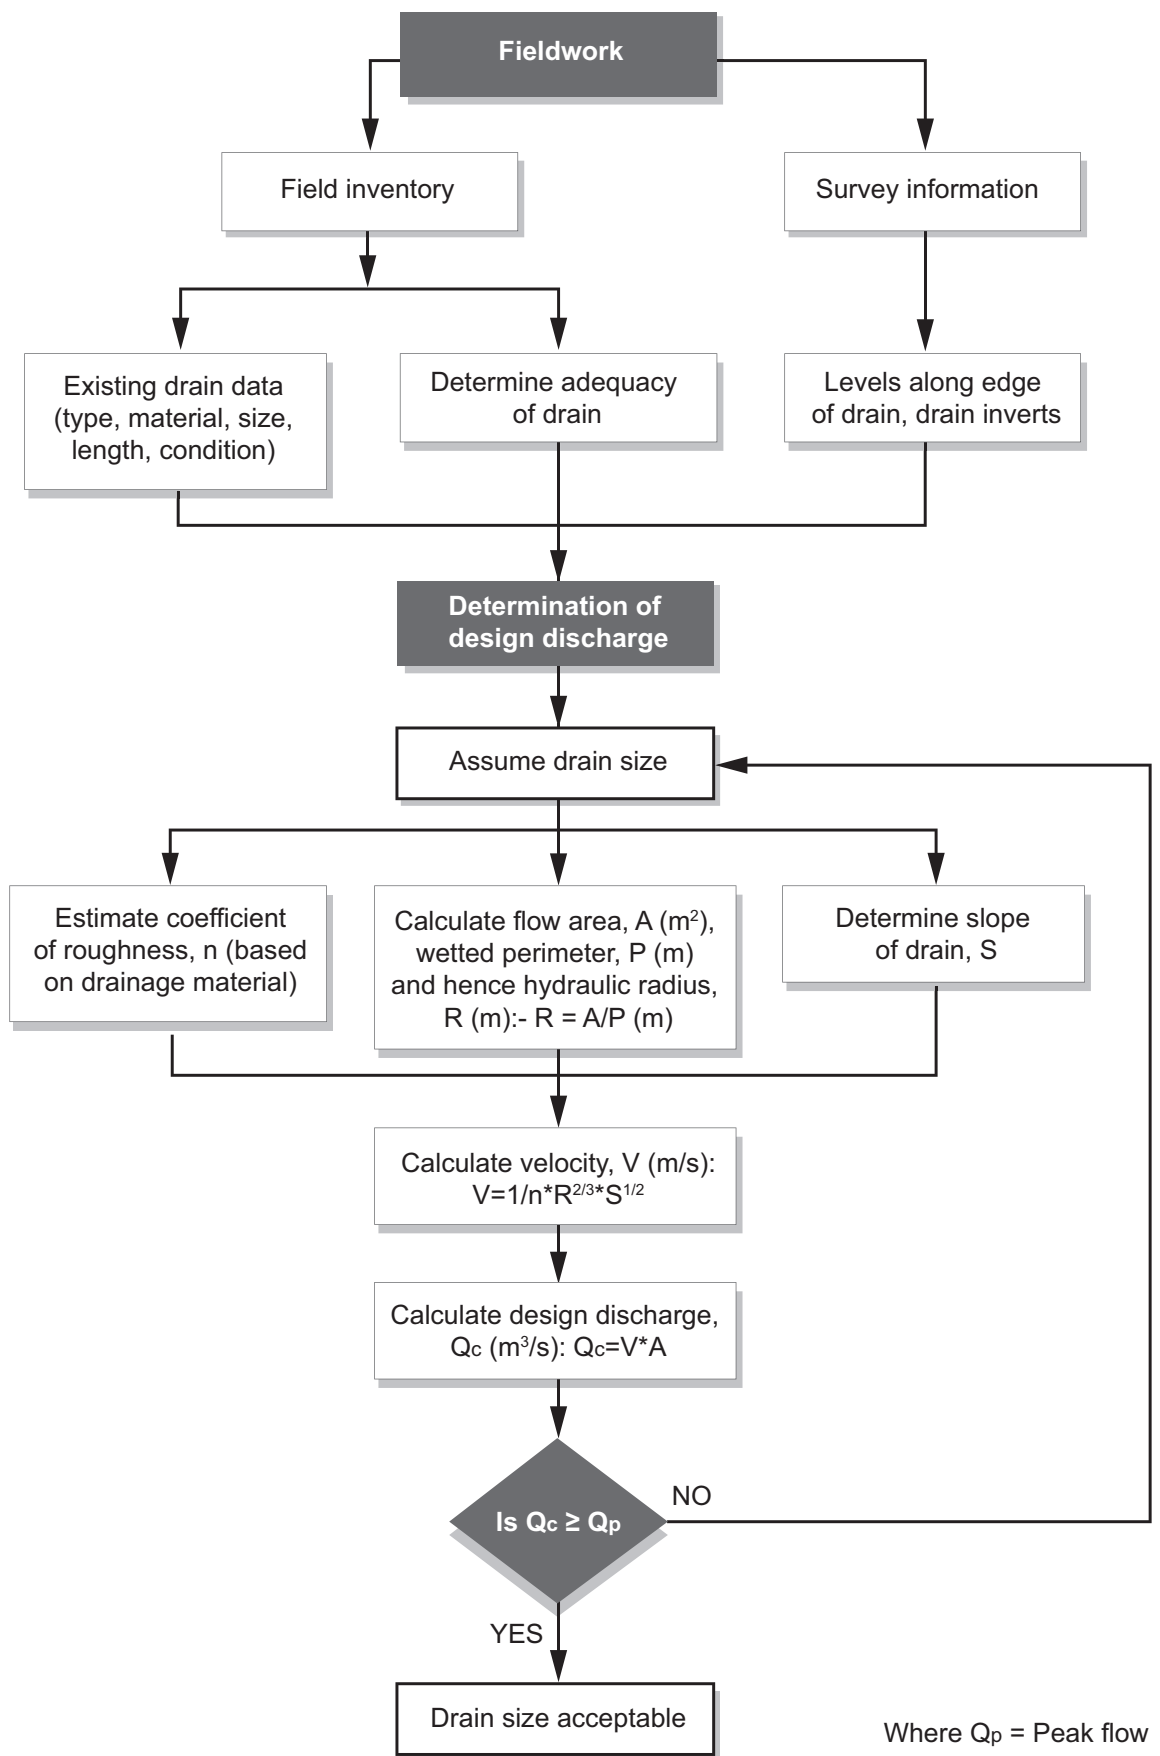 Fieldwork
Field inventory
Survey information
Existing drain data
(type, material, size,
length, condition)
Determine adequacy
of drain
Levels along edge
of drain, drain inverts
Determination of
design discharge
Assume drain size
Estimate coefficient
of roughness, n (based
on drainage material)
Calculate flow area, A (m²),
wetted perimeter, P (m)
and hence hydraulic radius,
R (m):- R = A/P (m)
Determine slope
of drain, S
Calculate velocity, V (m/s):
V=1/n*R^2/3*S^1/2
Calculate design discharge,
Qc (m³/s): Qc=V*A
Is Qc ≥ Qp
NO
YES
Drain size acceptable
Where Qp = Peak flow